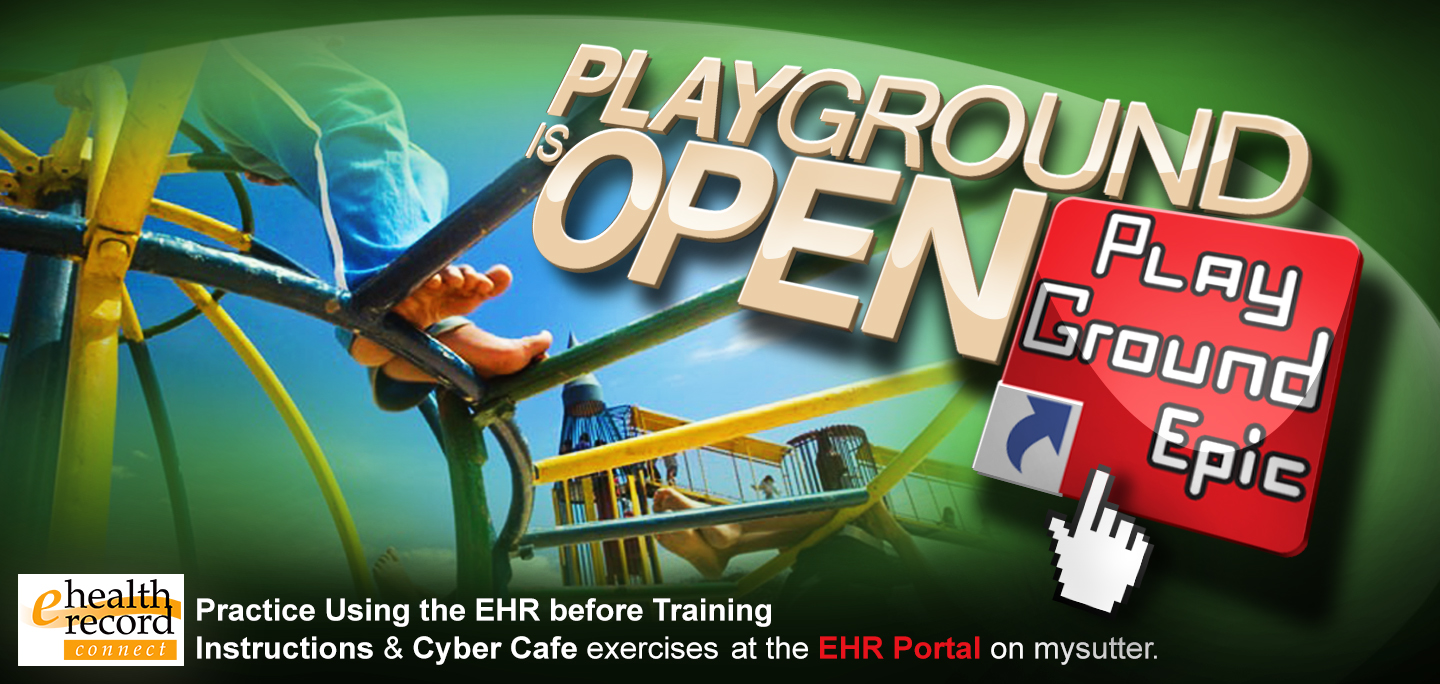 PLAYGROUND
IS
OPEN
PLay
Ground
Epic
ehealth
record
connect
Practice Using the EHR before Training
Instructions & Cyber Cafe exercises at the EHR Portal on mysutter.